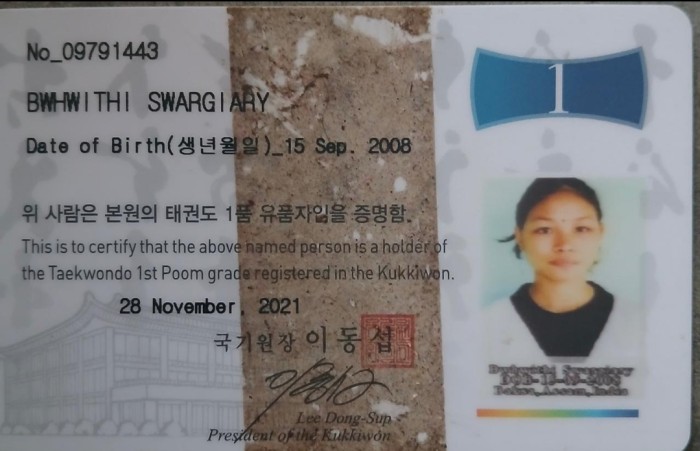 No_09791443
1
BWHWITHI SWARGIARY
Date of Birth(생년월일)_15 Sep. 2008
위 사람은 본원의 태권도 1품 유품자임을 증명함.
This is to certify that the above named person is a holder of
the Taekwondo 1st Poom grade registered in the Kukkiwon.
28 November, 2021
국기원장 이동섭
Lee Dong-Sup
President of the Kukkiwon
Swargiary
Assam, India